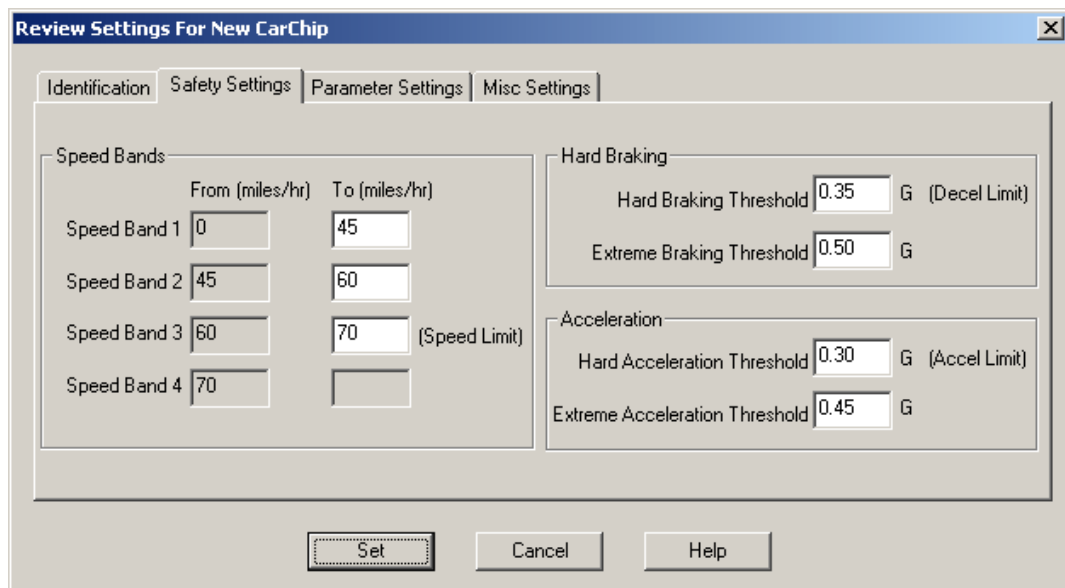 Review Settings For New CarChip
Identification Safety Settings Parameter Settings Misc Settings
Speed Bands
From (miles/hr) To (miles/hr)
Speed Band 1 0 45
Speed Band 2 45 60
Speed Band 3 60 70 (Speed Limit)
Speed Band 4 70
Hard Braking
Hard Braking Threshold 0.35 G (Decel Limit)
Extreme Braking Threshold 0.50 G
Acceleration
Hard Acceleration Threshold 0.30 G (Accel Limit)
Extreme Acceleration Threshold 0.45 G
Set Cancel Help